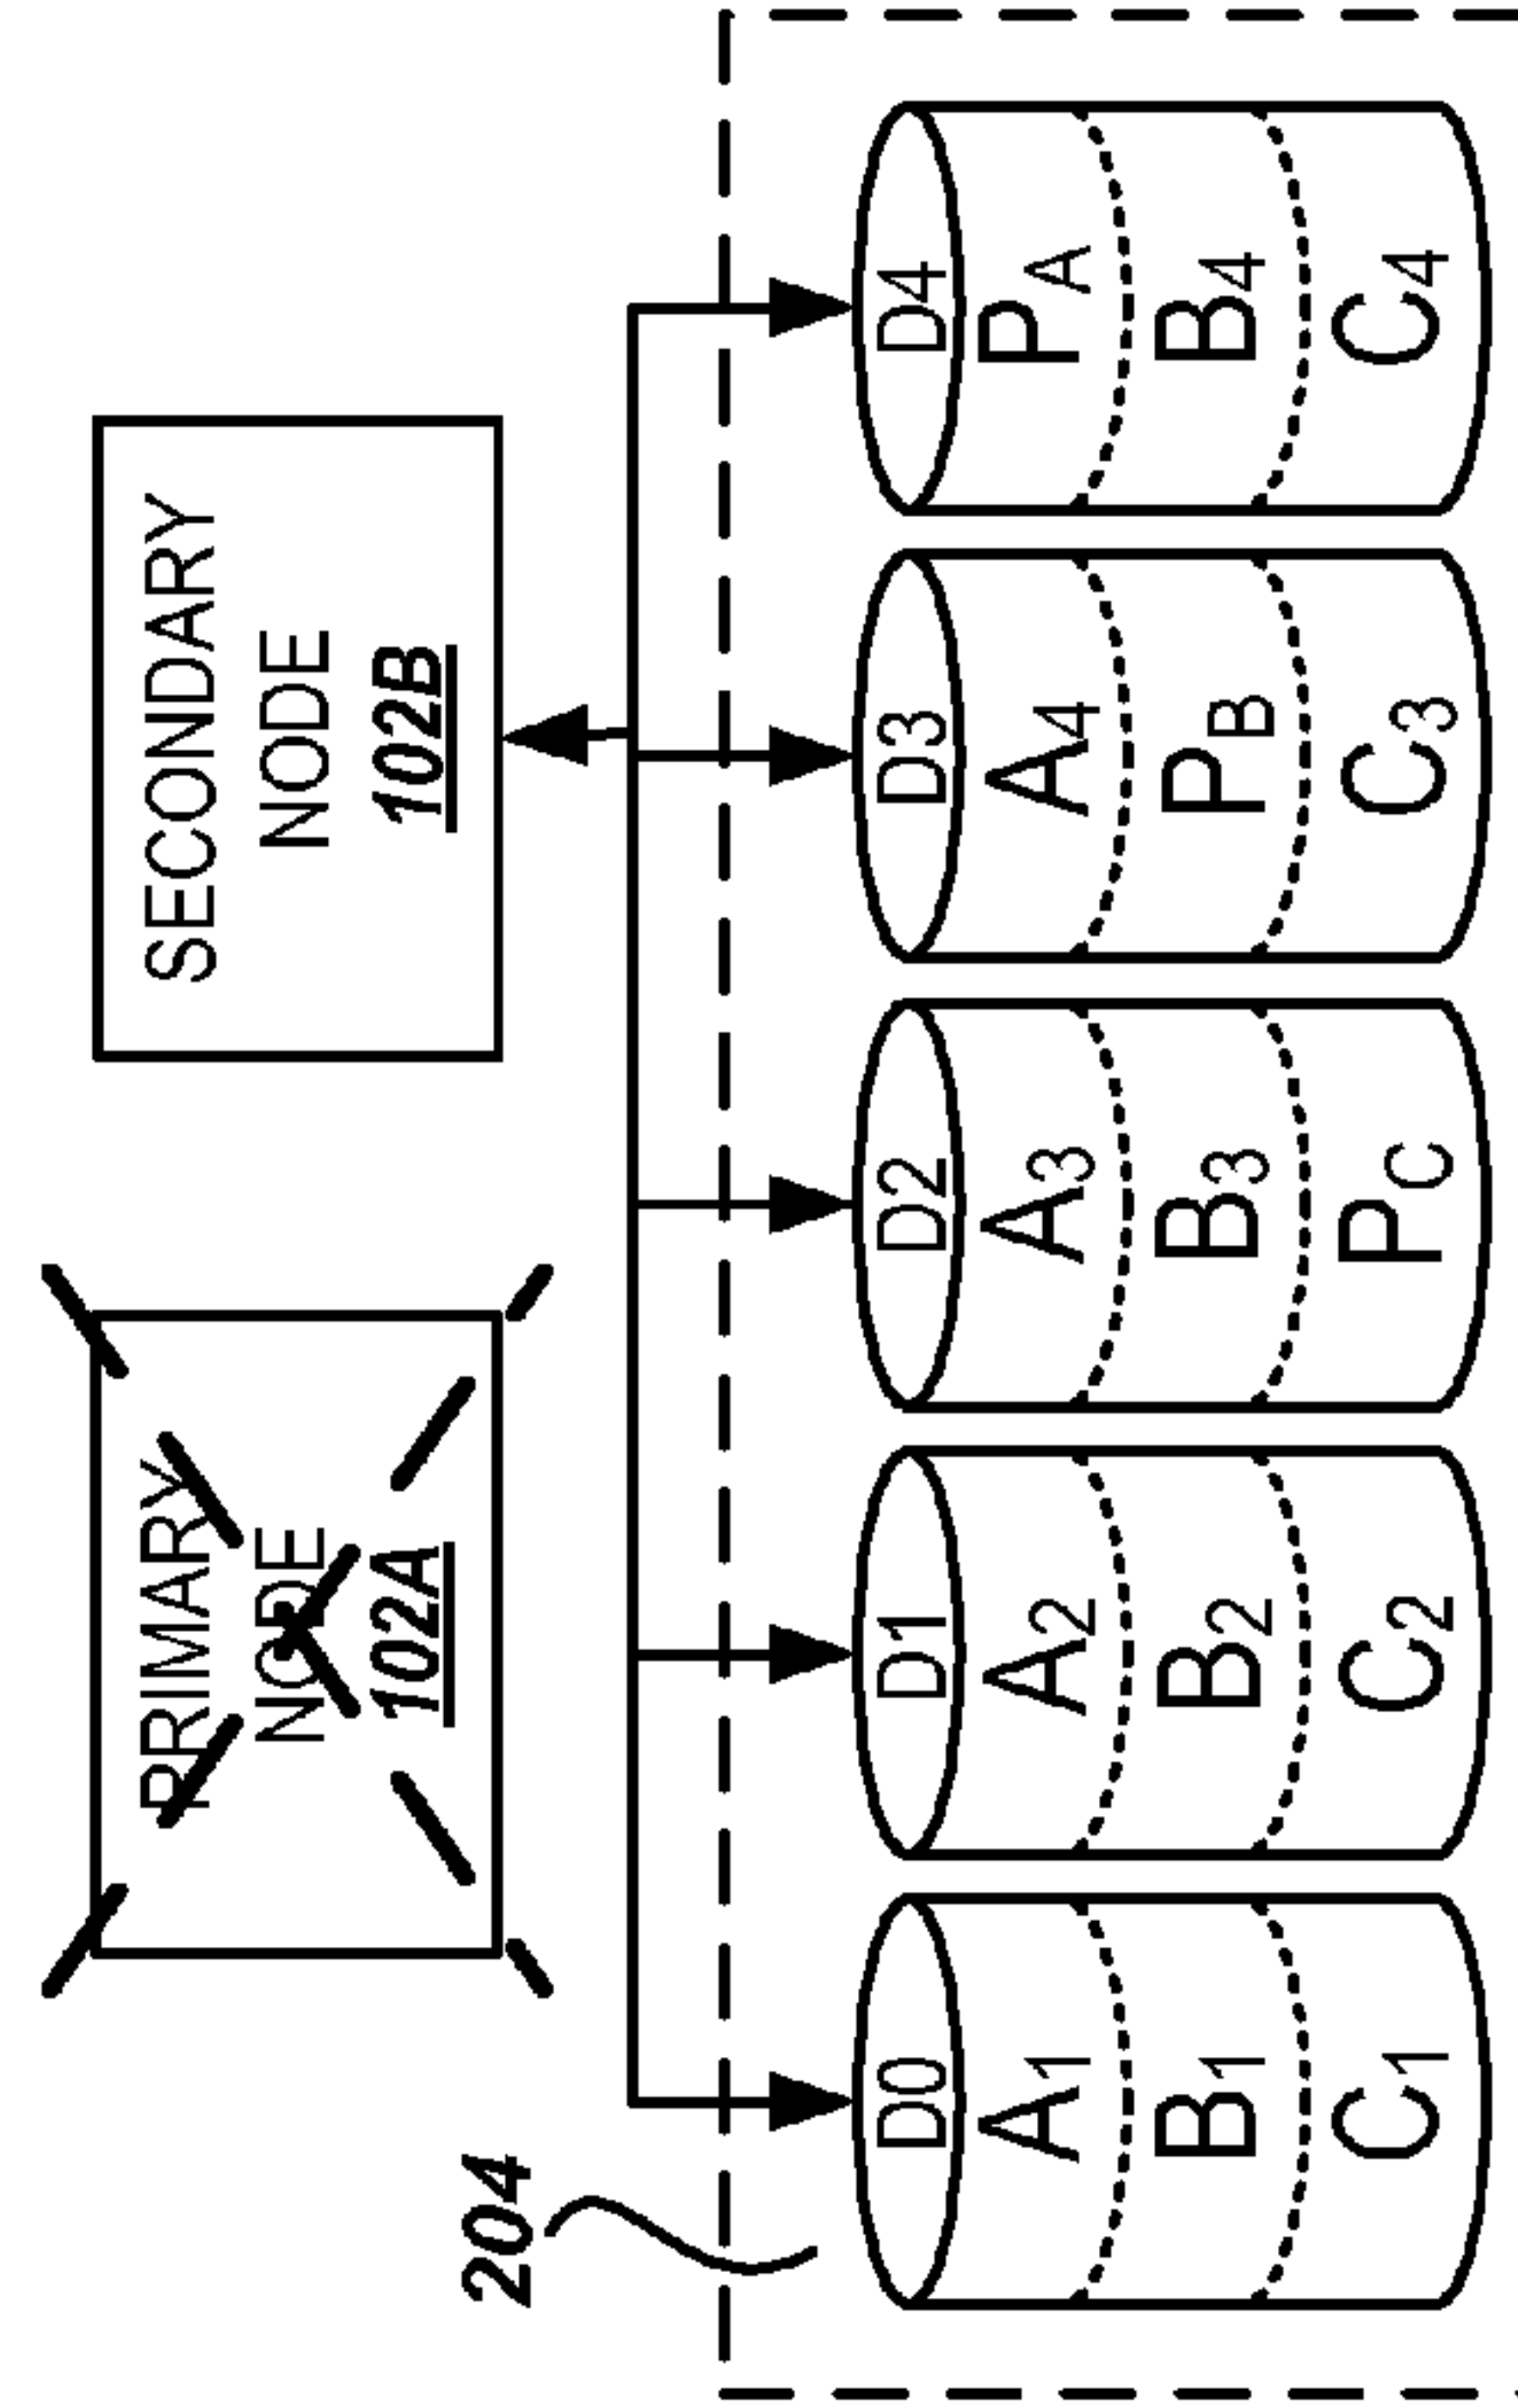 PRIMARY
NODE
102A
SECONDARY
NODE
102B
204
D0
A1
B1
C1
D1
A2
B2
C2
D2
A3
B3
PC
D3
A4
PB
C3
D4
PA
B4
C4